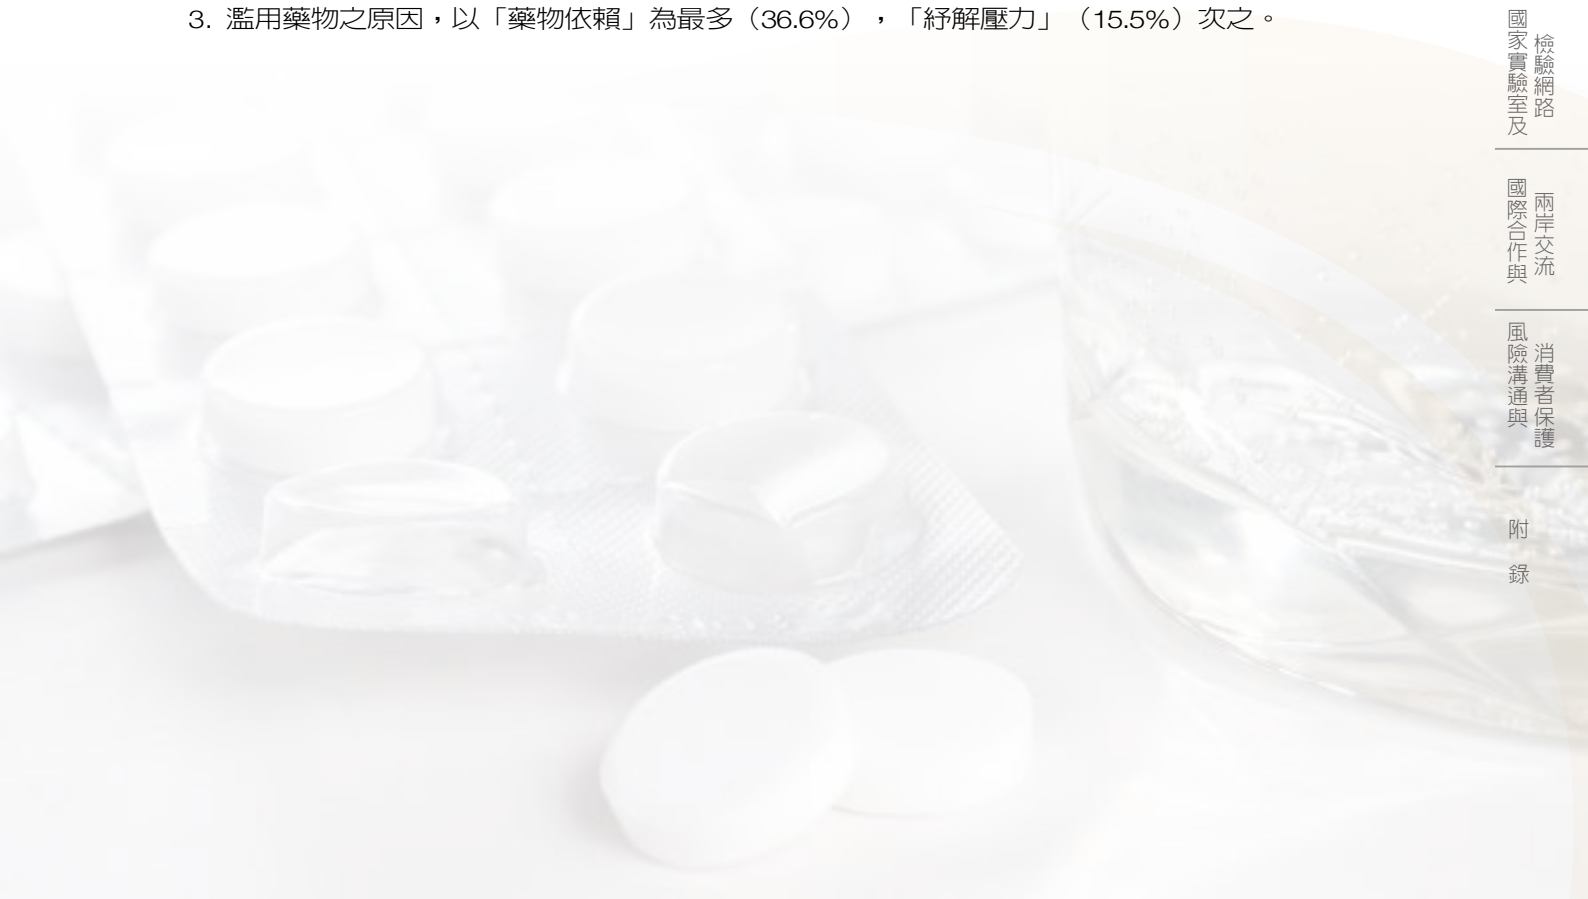 3. 濫用藥物之原因，以「藥物依賴」為最多（36.6%），「紓解壓力」（15.5%）次之。
國家實驗室及
檢驗網路
國際合作與
兩岸交流
風險溝通與
消費者保護
附錄